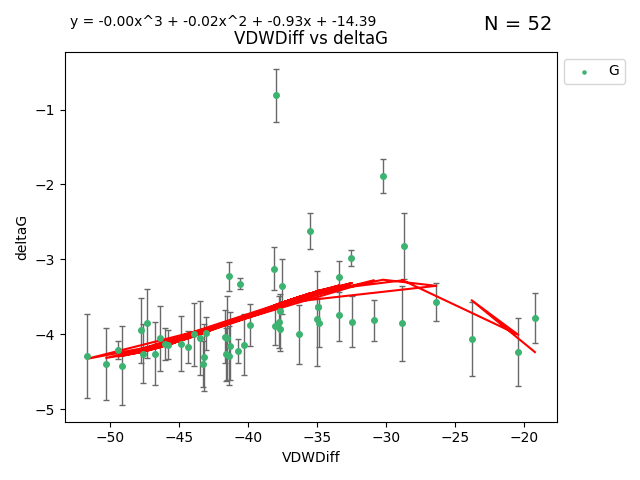 y = -0.00x^3 + -0.02x^2 + -0.93x + -14.39
N = 52
VDWDiff vs deltaG
G
deltaG
−1
−2
−3
−4
−5
−50
−45
−40
−35
−30
−25
−20
VDWDiff